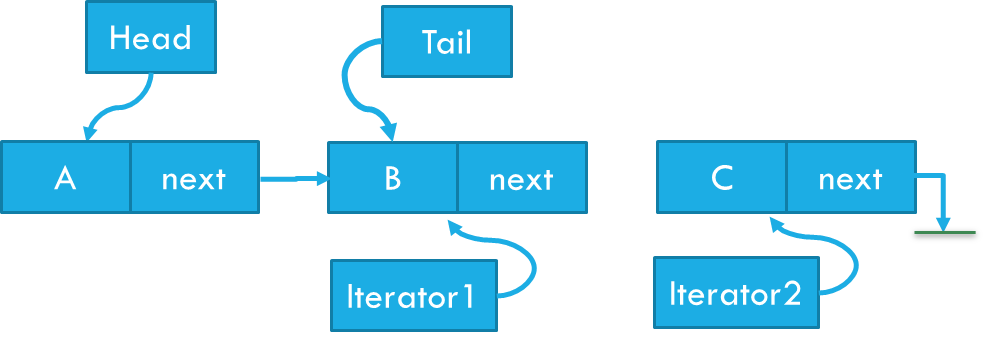 Head
Tail
A next
B next
C next
Iterator1
Iterator2